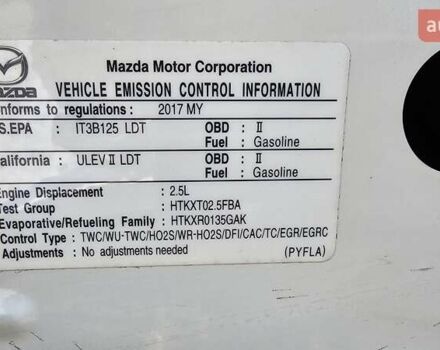 Mazda Motor Corporation
VEHICLE EMISSION CONTROL INFORMATION
nforms to regulations : 2017 MY
S.EPA : IT3B125 LDT OBD : II
Fuel : Gasoline
alifornia : ULEV II LDT OBD : II
Fuel : Gasoline
Engine Displacement : 2.5L
Test Group : HTKXT02.5FBA
Evaporative/Refueling Family : HTKXR0135GAK
Control Type : TWC/WU-TWC/HO2S/WR-HO2S/DFI/CAC/TC/EGR/EGRC
Adjustments : No adjustments needed (PYFLA)